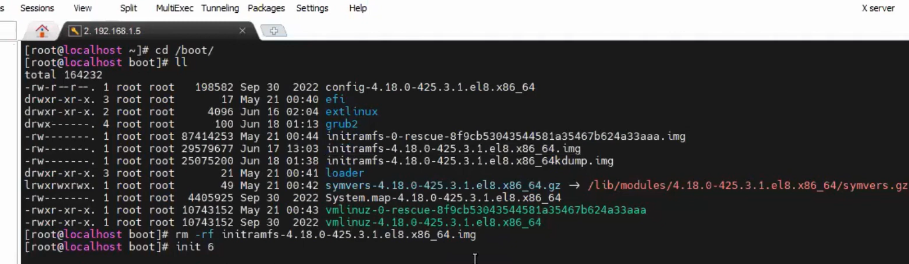 Sessions View Split MultiExec Tunneling Packages Settings Help X server
2. 192.168.1.5
[root@localhost ~]# cd /boot/
[root@localhost boot]# ll
total 164232
-rw-r--r--. 1 root root 198582 Sep 30 2022 config-4.18.0-425.3.1.el8.x86_64
drwxr-xr-x. 3 root root 17 May 21 00:40 efi
drwxr-xr-x. 2 root root 4096 Jun 16 02:04 extlinux
drwx------. 4 root root 100 Jun 18 01:13 grub2
-rw-------. 1 root root 87414253 May 21 00:44 initramfs-0-rescue-8f9cb53043544581a35467b624a33aaa.img
-rw-------. 1 root root 29579677 Jun 17 13:03 initramfs-4.18.0-425.3.1.el8.x86_64.img
-rw-------. 1 root root 25075200 Jun 18 01:38 initramfs-4.18.0-425.3.1.el8.x86_64kdump.img
drwxr-xr-x. 3 root root 21 May 21 00:41 loader
lrwxrwxrwx. 1 root root 49 May 21 00:42 symvers-4.18.0-425.3.1.el8.x86_64.gz → /lib/modules/4.18.0-425.3.1.el8.x86_64/symvers.gz
-rw-------. 1 root root 4405925 Sep 30 2022 System.map-4.18.0-425.3.1.el8.x86_64
-rwxr-xr-x. 1 root root 10743152 May 21 00:43 vmlinuz-0-rescue-8f9cb53043544581a35467b624a33aaa
-rwxr-xr-x. 1 root root 10743152 Sep 30 2022 vmlinuz-4.18.0-425.3.1.el8.x86_64
[root@localhost boot]# rm -rf initramfs-4.18.0-425.3.1.el8.x86_64.img
[root@localhost boot]# init 6